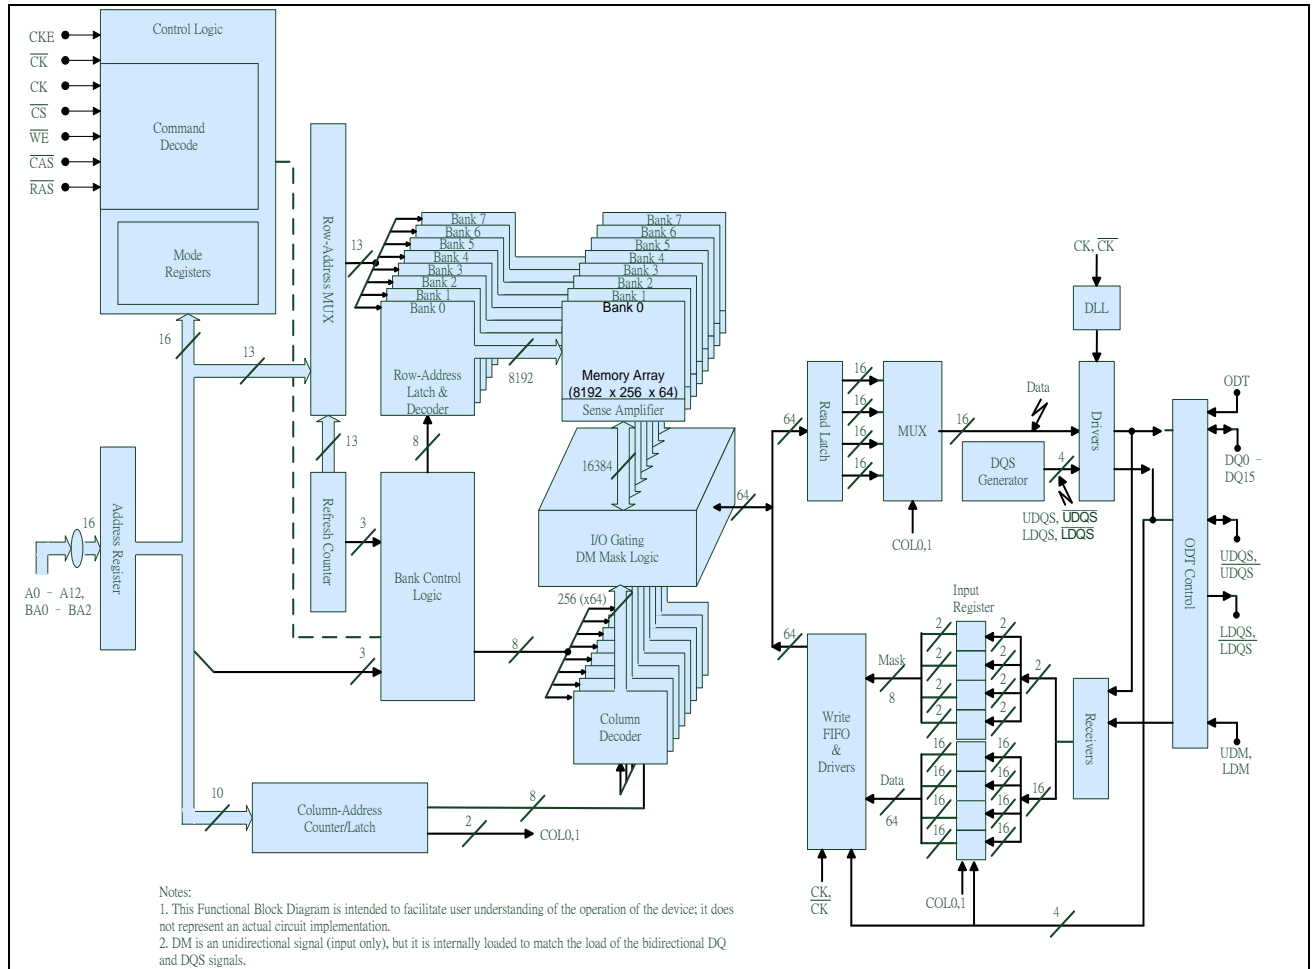 Control Logic
CKE
CK
CK
CS
WE
CAS
RAS
Command
Decode
Mode
Registers
16
13
Row-Address MUX
13
Bank 7
Bank 6
Bank 5
Bank 4
Bank 3
Bank 2
Bank 1
Bank 0
Row-Address
Latch &
Decoder
8192
Bank 7
Bank 6
Bank 5
Bank 4
Bank 3
Bank 2
Bank 1
Bank 0
Memory Array
(8192 x 256 x 64)
Sense Amplifier
13
8
16384
16
Address Register
A0 - A12,
BA0 - BA2
Refresh Counter
3
Bank Control
Logic
3
8
I/O Gating
DM Mask Logic
256 (x64)
Column
Decoder
10
Column-Address
Counter/Latch
8
2
COL0,1
64
64
Read Latch
16
16
16
16
MUX
COL0,1
16
Data
CK, CK
DLL
DQS
Generator
4
Drivers
UDQS, UDQS
LDQS, LDQS
ODT
DQ0 -
DQ15
ODT Control
UDQS,
UDQS
LDQS,
LDQS
UDM,
LDM
64
Write
FIFO
&
Drivers
Mask
8
Data
64
Input
Register
2
2
2
2
2
2
2
2
2
16
16
16
16
16
16
16
16
16
Receivers
CK,
CK
COL0,1
4
Notes:
1. This Functional Block Diagram is intended to facilitate user understanding of the operation of the device; it does
not represent an actual circuit implementation.
2. DM is an unidirectional signal (input only), but it is internally loaded to match the load of the bidirectional DQ
and DQS signals.